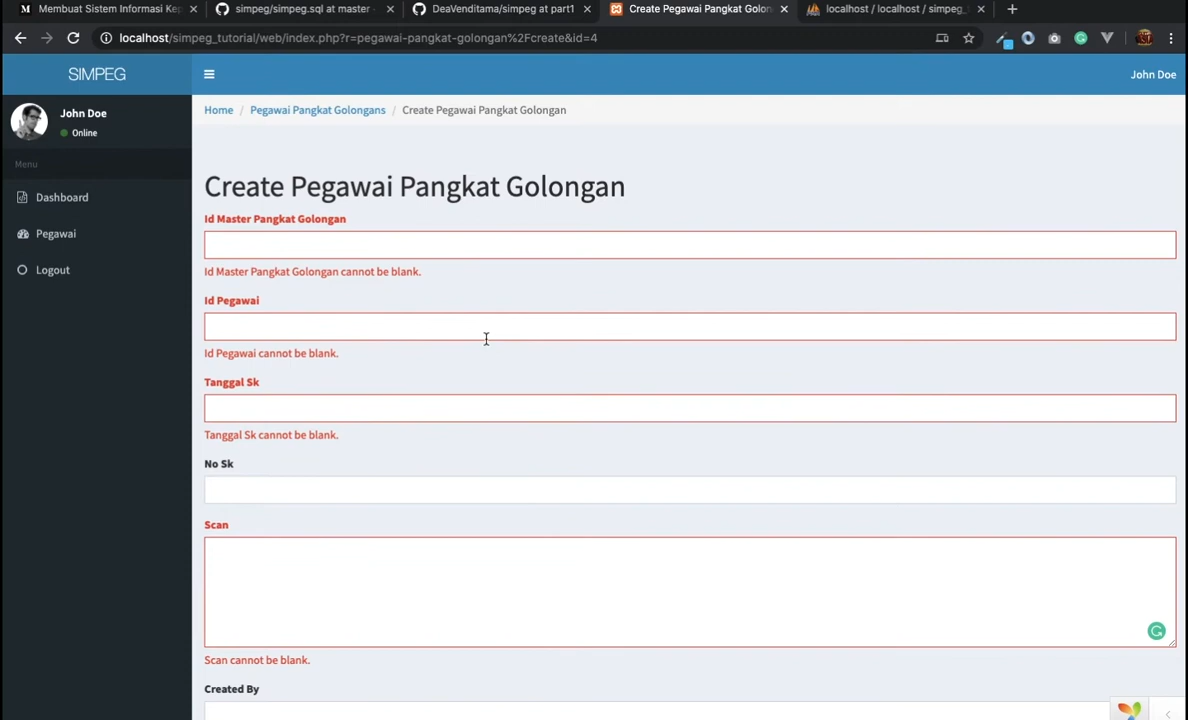 Membuat Sistem Informasi Kep
simpeg/simpeg.sql at master
DeaVenditama/simpeg at part1
Create Pegawai Pangkat Golon
localhost / localhost / simpeg_
localhost/simpeg_tutorial/web/index.php?r=pegawai-pangkat-golongan%2Fcreate&id=4
SIMPEG
John Doe
John Doe
Online
Menu
Dashboard
Pegawai
Logout
Home / Pegawai Pangkat Golongans / Create Pegawai Pangkat Golongan
Create Pegawai Pangkat Golongan
Id Master Pangkat Golongan
Id Master Pangkat Golongan cannot be blank.
Id Pegawai
Id Pegawai cannot be blank.
Tanggal Sk
Tanggal Sk cannot be blank.
No Sk
Scan
Scan cannot be blank.
Created By